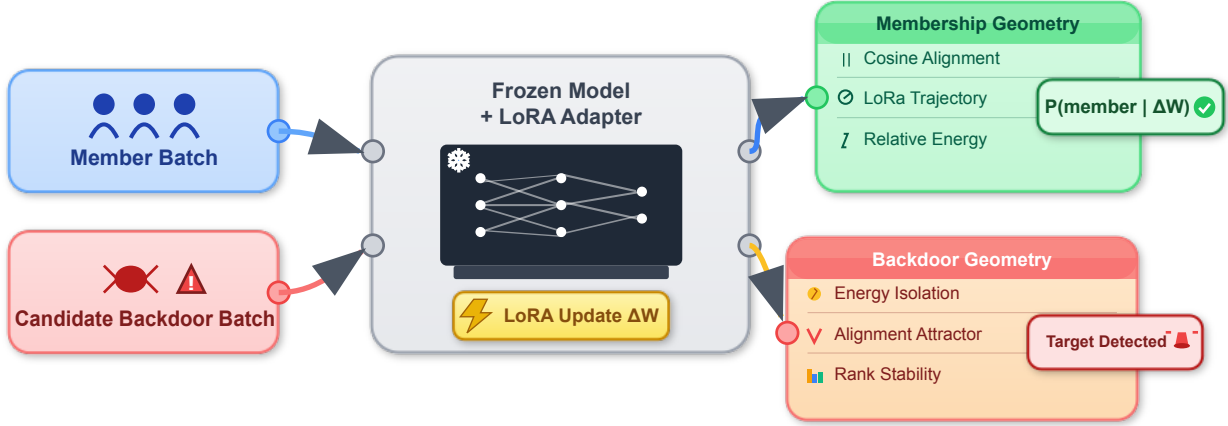 Member Batch
Candidate Backdoor Batch
Frozen Model
+ LoRA Adapter
LoRA Update ΔW
Membership Geometry
Cosine Alignment
LoRa Trajectory
Relative Energy
P(member | ΔW)
Backdoor Geometry
Energy Isolation
Alignment Attractor
Rank Stability
Target Detected